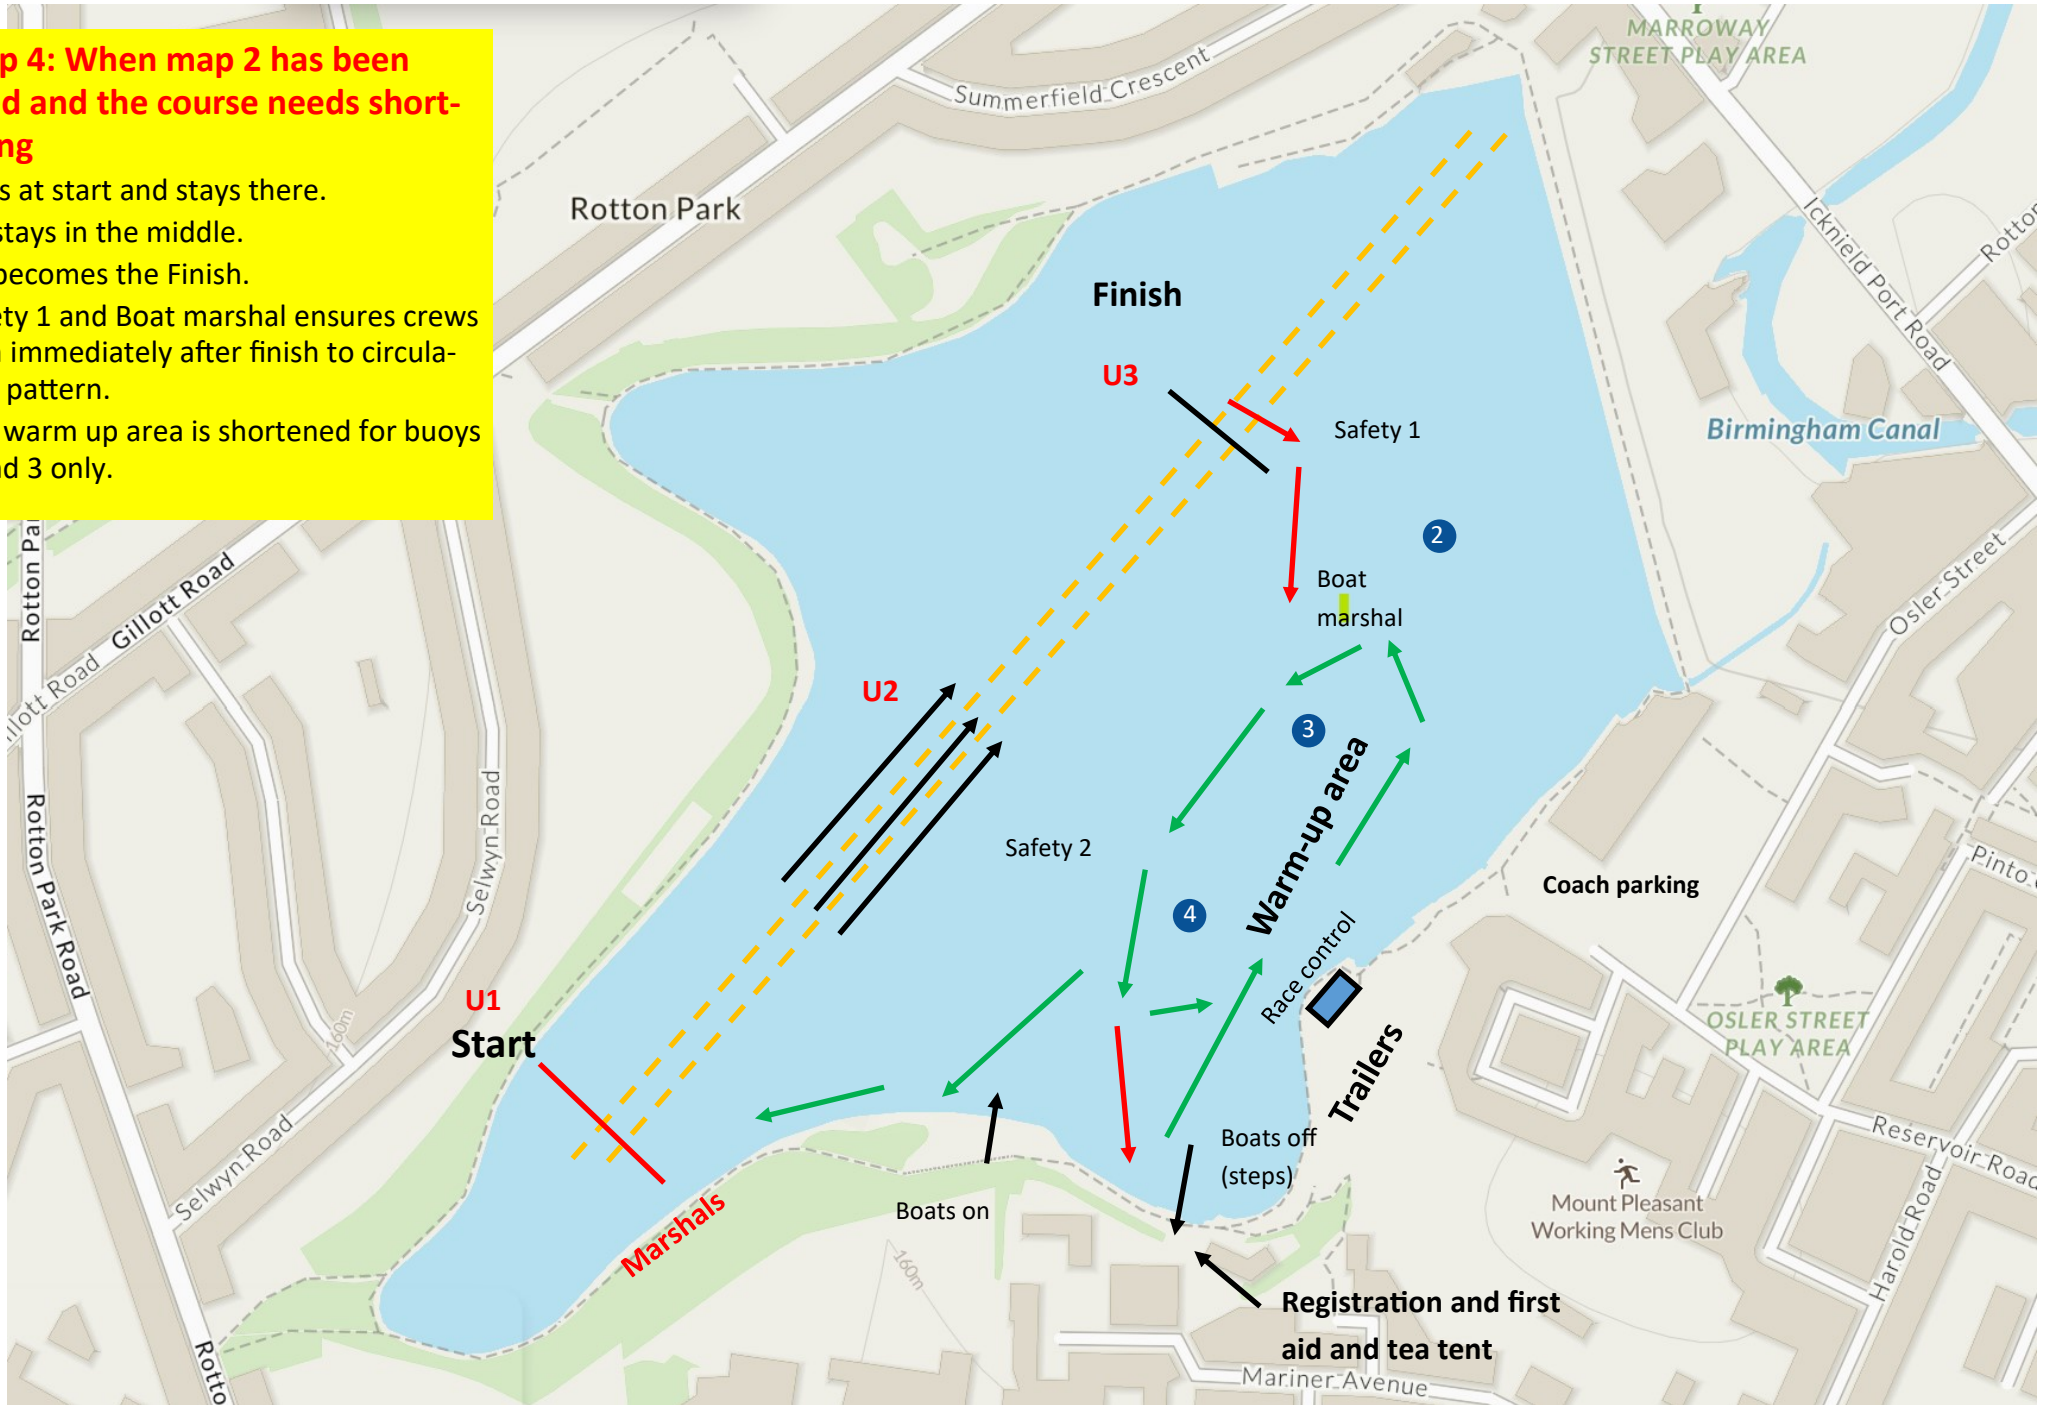 p 4: When map 2 has been
d and the course needs short-
ng
s at start and stays there.
stays in the middle.
becomes the Finish.
ety 1 and Boat marshal ensures crews
immediately after finish to circula-
pattern.
warm up area is shortened for buoys
nd 3 only.
MARROWAY
STREET PLAY AREA
Summerfield Crescent
Rotton Park
Icknield Port Road
Rotton
Finish
U3
Safety 1
Birmingham Canal
2
Boat
marshal
Osler Street
Rotton Pa
Gillott Road
illott Road
U2
3
Warm-up area
Safety 2
4
Coach parking
Pinto
Selwyn Road
Rotton Park Road
Race control
U1
Start
160m
OSLER STREET
PLAY AREA
Trailers
Selwyn Road
Boats off
(steps)
Boats on
Marshals
160m
Reservoir Road
Mount Pleasant
Working Mens Club
Harold Road
Registration and first
aid and tea tent
Mariner Avenue
Rotto